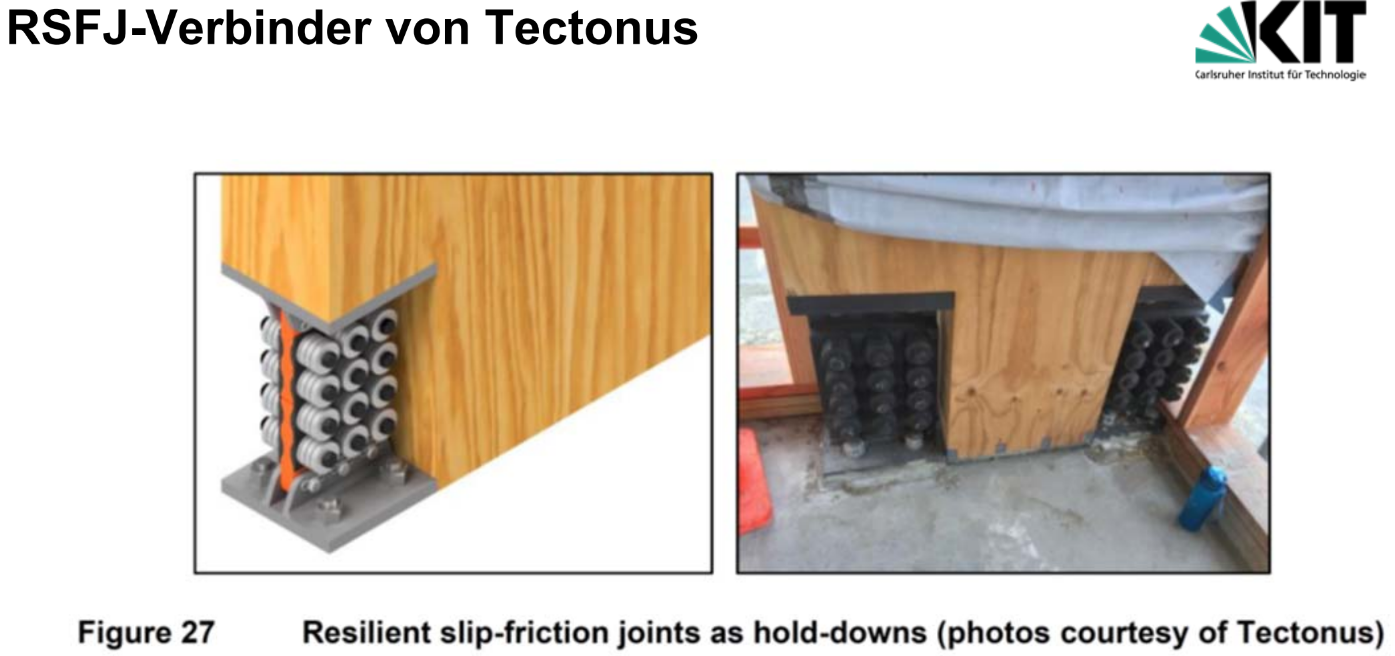 RSFJ-Verbinder von Tectonus
KIT
Karlsruher Institut für Technologie
Figure 27 Resilient slip-friction joints as hold-downs (photos courtesy of Tectonus)